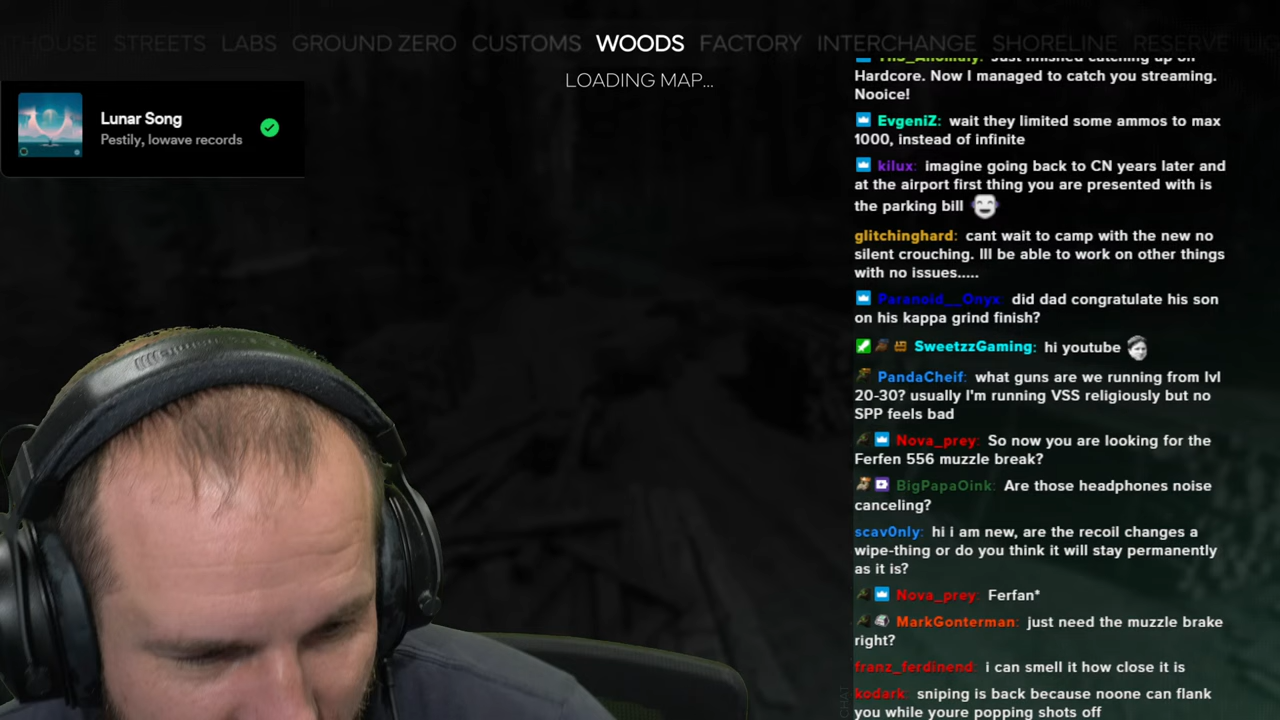 THOUSE STREETS LABS GROUND ZERO CUSTOMS WOODS FACTORY INTERCHANGE SHORELINE RESERVE
LOADING MAP...
Lunar Song
Pestily, lowave records
Just finished catching up on
Hardcore. Now I managed to catch you streaming.
Nooice!
EvgeniZ: wait they limited some ammos to max
1000, instead of infinite
kilux: imagine going back to CN years later and
at the airport first thing you are presented with is
the parking bill
glitchinghard: cant wait to camp with the new no
silent crouching. Ill be able to work on other things
with no issues.....
Paranoid__Onyx: did dad congratulate his son
on his kappa grind finish?
SweetzzGaming: hi youtube
PandaCheif: what guns are we running from lvl
20-30? usually I'm running VSS religiously but no
SPP feels bad
Nova_prey: So now you are looking for the
Ferfen 556 muzzle break?
BigPapaOink: Are those headphones noise
canceling?
scav0nly: hi i am new, are the recoil changes a
wipe-thing or do you think it will stay permanently
as it is?
Nova_prey: Ferfan*
MarkGonterman: just need the muzzle brake
right?
franz_ferdinend: i can smell it how close it is
kodark: sniping is back because noone can flank
you while youre popping shots off
CHAT